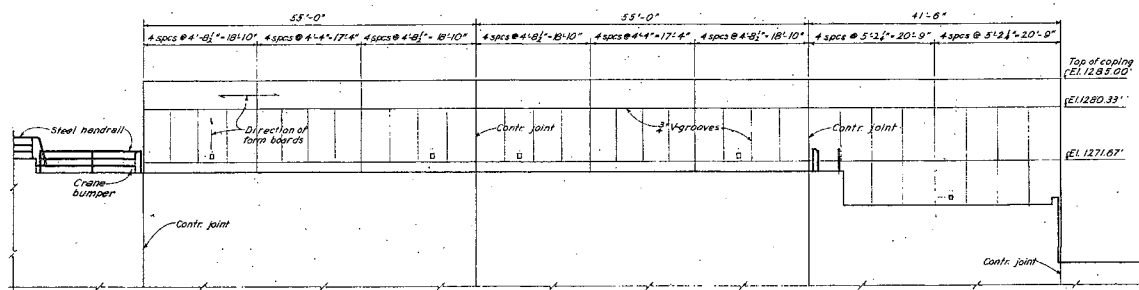 55'-0"
55'-0"
41'-6"
4 spcs @ 4'-8½"=18'-10"
4 spcs @ 4'-4"=17'-4"
4 spcs @ 4'-8½"=18'-10"
4 spcs @ 4'-8½"=18'-10"
4 spcs @ 4'-4"=17'-4"
4 spcs @ 4'-8½"=18'-10"
4 spcs @ 5'-2¼"=20'-9"
4 spcs @ 5'-2¼"=20'-9"
Top of coping
El. 1285.00'
El. 1280.33'
Steel handrail
Direction of
form boards
Contr. joint
¾" V-grooves
Contr. joint
El. 1271.67'
Crane
bumper
Contr. joint
Contr. joint